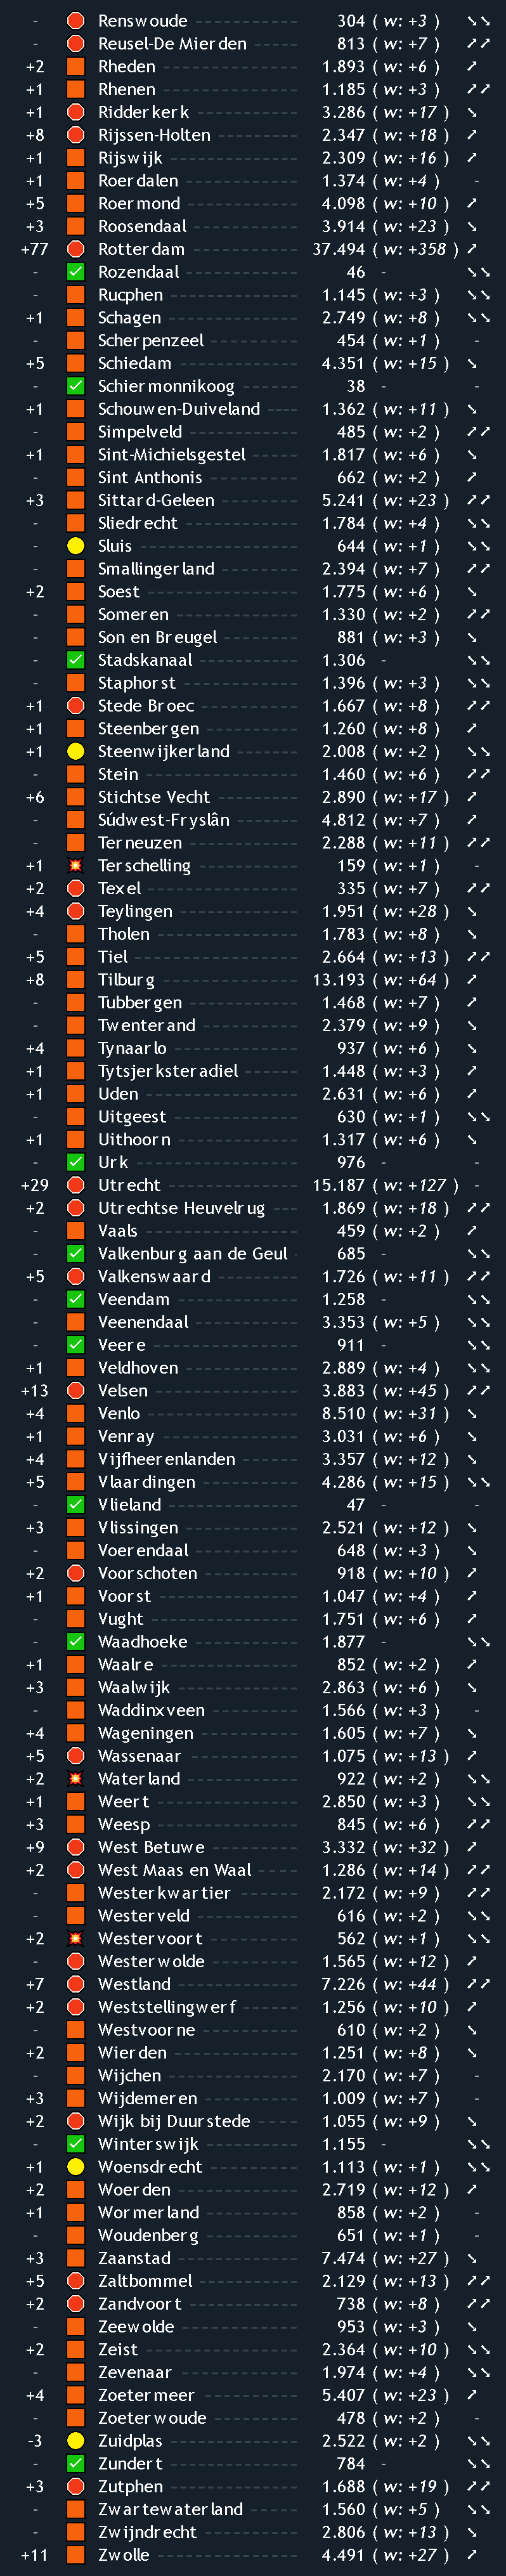 - Renswoude 304 ( w: +3 )
- Reusel-De Mierden 813 ( w: +7 )
+2 Rheden 1.893 ( w: +6 )
+1 Rhenen 1.185 ( w: +3 )
+1 Ridderkerk 3.286 ( w: +17 )
+8 Rijssen-Holten 2.347 ( w: +18 )
+1 Rijswijk 2.309 ( w: +16 )
+1 Roerdalen 1.374 ( w: +4 ) -
+5 Roermond 4.098 ( w: +10 )
+3 Roosendaal 3.914 ( w: +23 )
+77 Rotterdam 37.494 ( w: +358 )
- Rozendaal 46 -
- Rucphen 1.145 ( w: +3 )
+1 Schagen 2.749 ( w: +8 )
- Scherpenzeel 454 ( w: +1 ) -
+5 Schiedam 4.351 ( w: +15 )
- Schiermonnikoog 38 - -
+1 Schouwen-Duiveland 1.362 ( w: +11 )
- Simpelveld 485 ( w: +2 )
+1 Sint-Michielsgestel 1.817 ( w: +6 )
- Sint Anthonis 662 ( w: +2 )
+3 Sittard-Geleen 5.241 ( w: +23 )
- Sliedrecht 1.784 ( w: +4 )
- Sluis 644 ( w: +1 )
- Smallingerland 2.394 ( w: +7 )
+2 Soest 1.775 ( w: +6 )
- Someren 1.330 ( w: +2 )
- Son en Breugel 881 ( w: +3 )
- Stadskanaal 1.306 -
- Staphorst 1.396 ( w: +3 )
+1 Stede Broec 1.667 ( w: +8 )
+1 Steenbergen 1.260 ( w: +8 )
+1 Steenwijkerland 2.008 ( w: +2 )
- Stein 1.460 ( w: +6 )
+6 Stichtse Vecht 2.890 ( w: +17 )
- Súdwest-Fryslân 4.812 ( w: +7 )
- Terneuzen 2.288 ( w: +11 )
+1 Terschelling 159 ( w: +1 ) -
+2 Texel 335 ( w: +7 )
+4 Teylingen 1.951 ( w: +28 )
- Tholen 1.783 ( w: +8 )
+5 Tiel 2.664 ( w: +13 )
+8 Tilburg 13.193 ( w: +64 )
- Tubbergen 1.468 ( w: +7 )
- Twenterand 2.379 ( w: +9 )
+4 Tynaarlo 937 ( w: +6 )
+1 Tytsjerksteradiel 1.448 ( w: +3 )
+1 Uden 2.631 ( w: +6 )
- Uitgeest 630 ( w: +1 )
+1 Uithoorn 1.317 ( w: +6 )
- Urk 976 - -
+29 Utrecht 15.187 ( w: +127 ) -
+2 Utrechtse Heuvelrug 1.869 ( w: +18 )
- Vaals 459 ( w: +2 )
- Valkenburg aan de Geul 685 -
+5 Valkenswaard 1.726 ( w: +11 )
- Veendam 1.258 -
- Veenendaal 3.353 ( w: +5 )
- Veere 911 -
+1 Veldhoven 2.889 ( w: +4 )
+13 Velsen 3.883 ( w: +45 )
+4 Venlo 8.510 ( w: +31 )
+1 Venray 3.031 ( w: +6 )
+4 Vijfheerenlanden 3.357 ( w: +12 )
+5 Vlaardingen 4.286 ( w: +15 )
- Vlieland 47 - -
+3 Vlissingen 2.521 ( w: +12 )
- Voerendaal 648 ( w: +3 )
+2 Voorschoten 918 ( w: +10 )
+1 Voorst 1.047 ( w: +4 )
- Vught 1.751 ( w: +6 )
- Waadhoeke 1.877 -
+1 Waalre 852 ( w: +2 )
+3 Waalwijk 2.863 ( w: +6 )
- Waddinxveen 1.566 ( w: +3 ) -
+4 Wageningen 1.605 ( w: +7 )
+5 Wassenaar 1.075 ( w: +13 )
+2 Waterland 922 ( w: +2 )
+1 Weert 2.850 ( w: +3 )
+3 Weesp 845 ( w: +6 )
+9 West Betuwe 3.332 ( w: +32 )
+2 West Maas en Waal 1.286 ( w: +14 )
- Westerkwartier 2.172 ( w: +9 )
- Westerveld 616 ( w: +2 )
+2 Westervoort 562 ( w: +1 )
- Westerwolde 1.565 ( w: +12 )
+7 Westland 7.226 ( w: +44 )
+2 Weststellingwerf 1.256 ( w: +10 )
- Westvoorne 610 ( w: +2 )
+2 Wierden 1.251 ( w: +8 )
- Wijchen 2.170 ( w: +7 ) -
+3 Wijdemeren 1.009 ( w: +7 ) -
+2 Wijk bij Duurstede 1.055 ( w: +9 )
- Winterswijk 1.155 -
+1 Woensdrecht 1.113 ( w: +1 )
+2 Woerden 2.719 ( w: +12 )
+1 Wormerland 858 ( w: +2 ) -
- Woudenberg 651 ( w: +1 ) -
+3 Zaanstad 7.474 ( w: +27 )
+5 Zaltbommel 2.129 ( w: +13 )
+2 Zandvoort 738 ( w: +8 )
- Zeewolde 953 ( w: +3 )
+2 Zeist 2.364 ( w: +10 )
- Zevenaar 1.974 ( w: +4 )
+4 Zoetermeer 5.407 ( w: +23 )
- Zoeterwoude 478 ( w: +2 ) -
-3 Zuidplas 2.522 ( w: +2 )
- Zundert 784 -
+3 Zutphen 1.688 ( w: +19 )
- Zwartewaterland 1.560 ( w: +5 )
- Zwijndrecht 2.806 ( w: +13 )
+11 Zwolle 4.491 ( w: +27 )